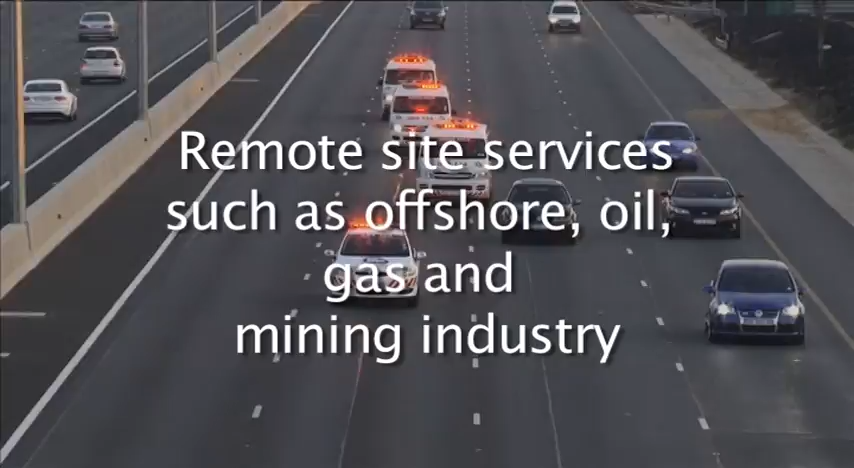 Remote site services
such as offshore, oil,
gas and
mining industry